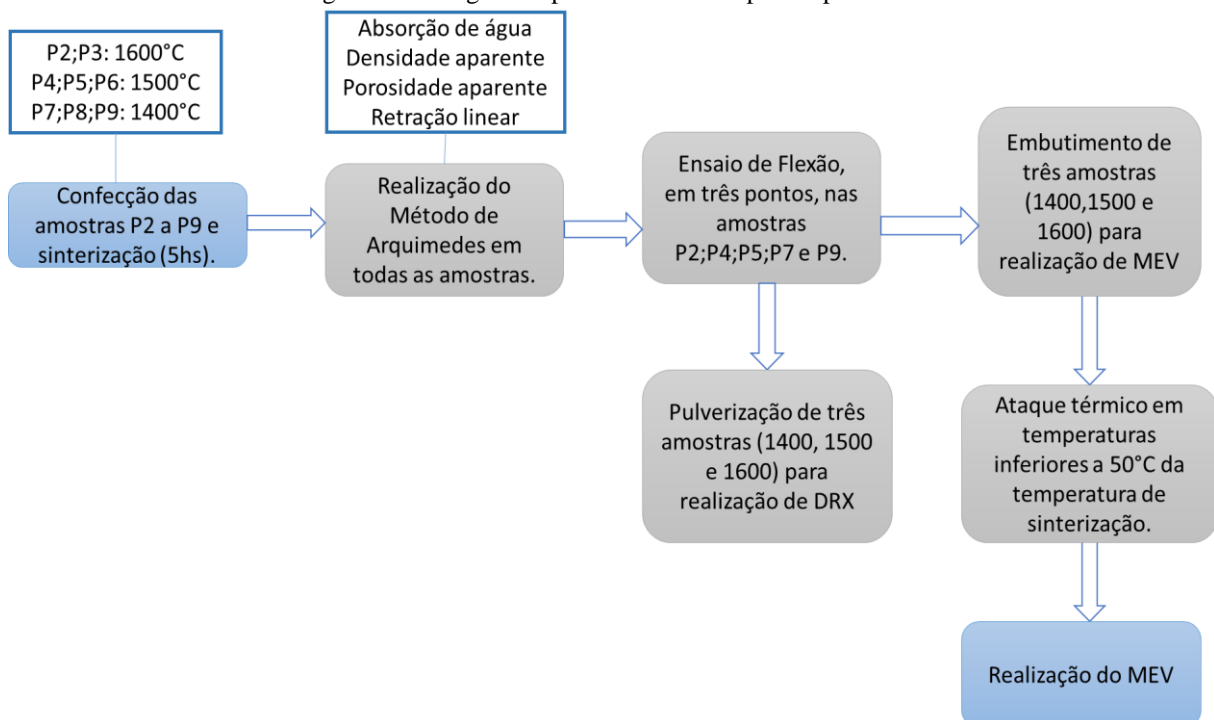 P2;P3: 1600°C
P4;P5;P6: 1500°C
P7;P8;P9: 1400°C
Absorção de água
Densidade aparente
Porosidade aparente
Retração linear
Confecção das
amostras P2 a P9 e
sinterização (5hs).
Realização do
Método de
Arquimedes em
todas as amostras.
Ensaio de Flexão,
em três pontos, nas
amostras
P2;P4;P5;P7 e P9.
Embutimento de
três amostras
(1400,1500 e
1600) para
realização de MEV
Pulverização de três
amostras (1400, 1500
e 1600) para
realização de DRX
Ataque térmico em
temperaturas
inferiores a 50°C da
temperatura de
sinterização.
Realização do MEV